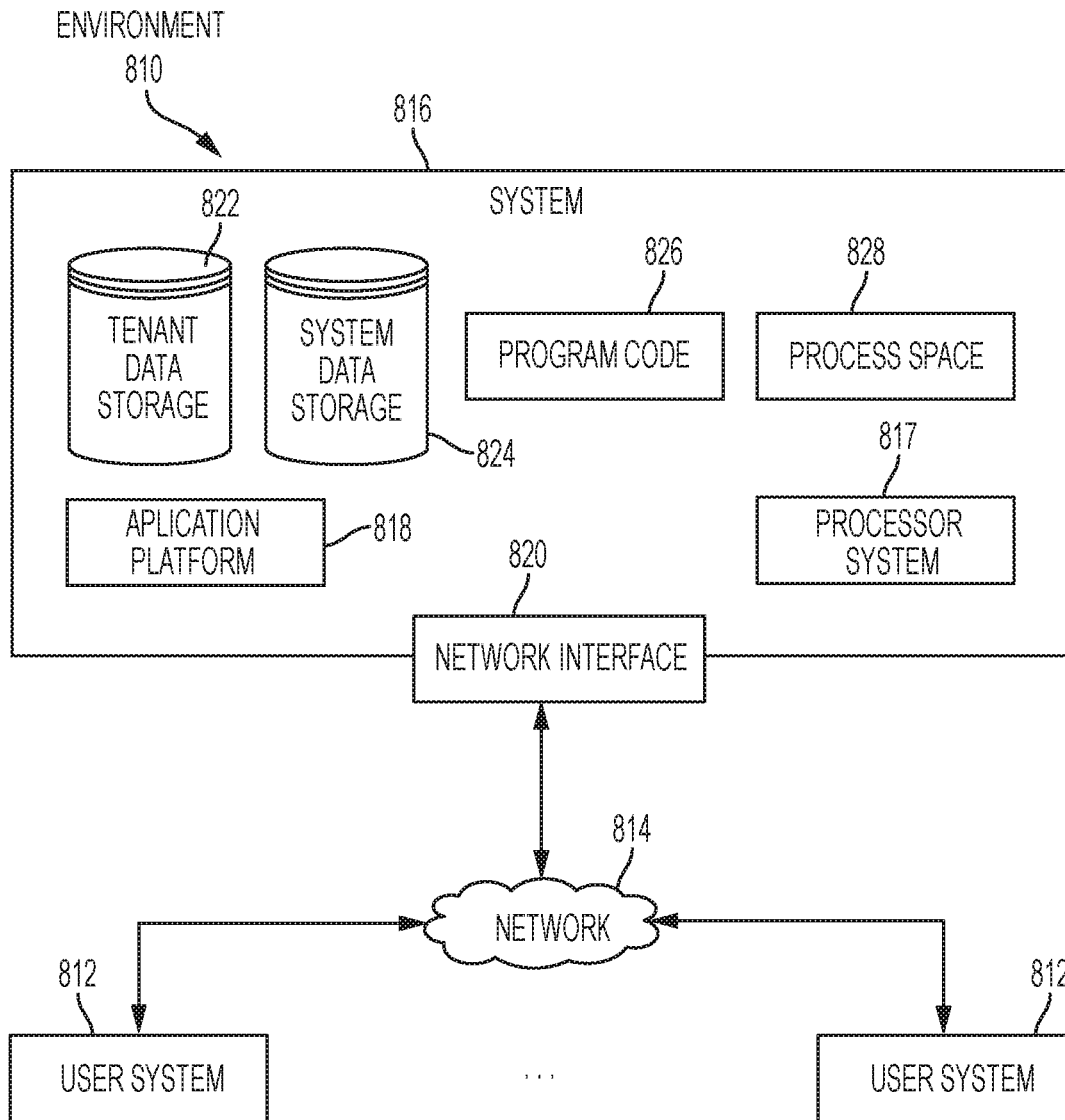 ENVIRONMENT
810
816
SYSTEM
822
826
828
TENANT
DATA
STORAGE
SYSTEM
DATA
STORAGE
824
PROGRAM CODE
PROCESS SPACE
817
APLICATION
PLATFORM
818
PROCESSOR
SYSTEM
820
NETWORK INTERFACE
814
NETWORK
812
812
USER SYSTEM
. . .
USER SYSTEM